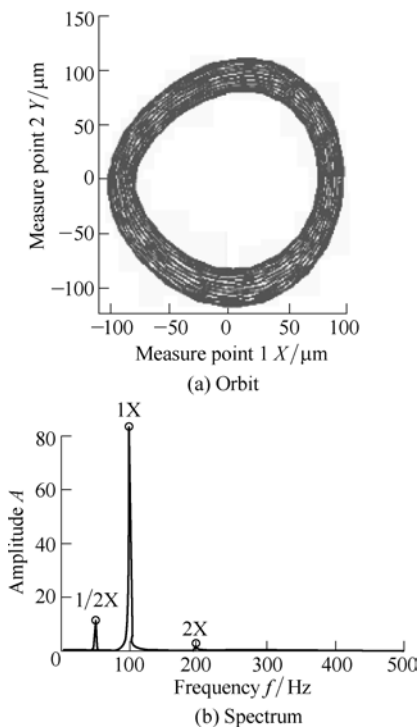 150
100
50
0
−50
−100
Measure point 2 Y/μm
−100 −50 0 50 100
Measure point 1 X/μm
(a) Orbit
1X
80
60
40
20
0
Amplitude A
1/2X
2X
100 200 300 400 500
Frequency f / Hz
(b) Spectrum